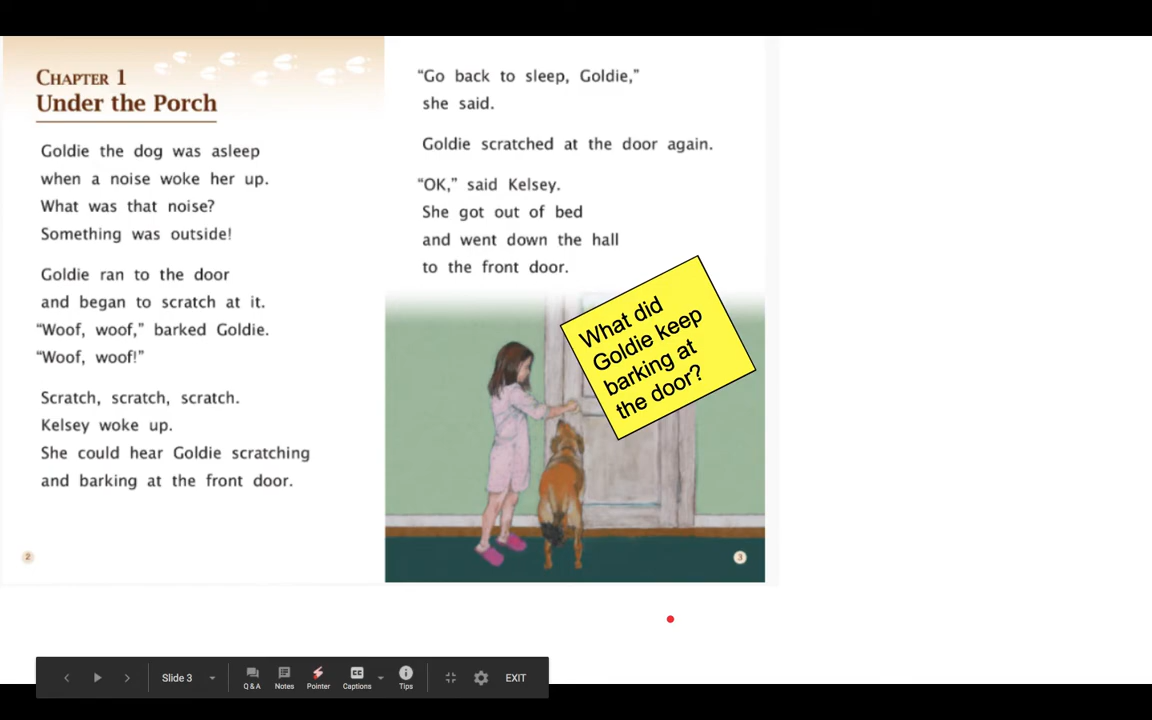 CHAPTER 1
Under the Porch
Goldie the dog was asleep
when a noise woke her up.
What was that noise?
Something was outside!
Goldie ran to the door
and began to scratch at it.
“Woof, woof,” barked Goldie.
“Woof, woof!”
Scratch, scratch, scratch.
Kelsey woke up.
She could hear Goldie scratching
and barking at the front door.
2
“Go back to sleep, Goldie,”
she said.
Goldie scratched at the door again.
“OK,” said Kelsey.
She got out of bed
and went down the hall
to the front door.
What did
Goldie keep
barking at
the door?
3
Slide 3
Q & A
Notes
Pointer
CC
Captions
Tips
EXIT